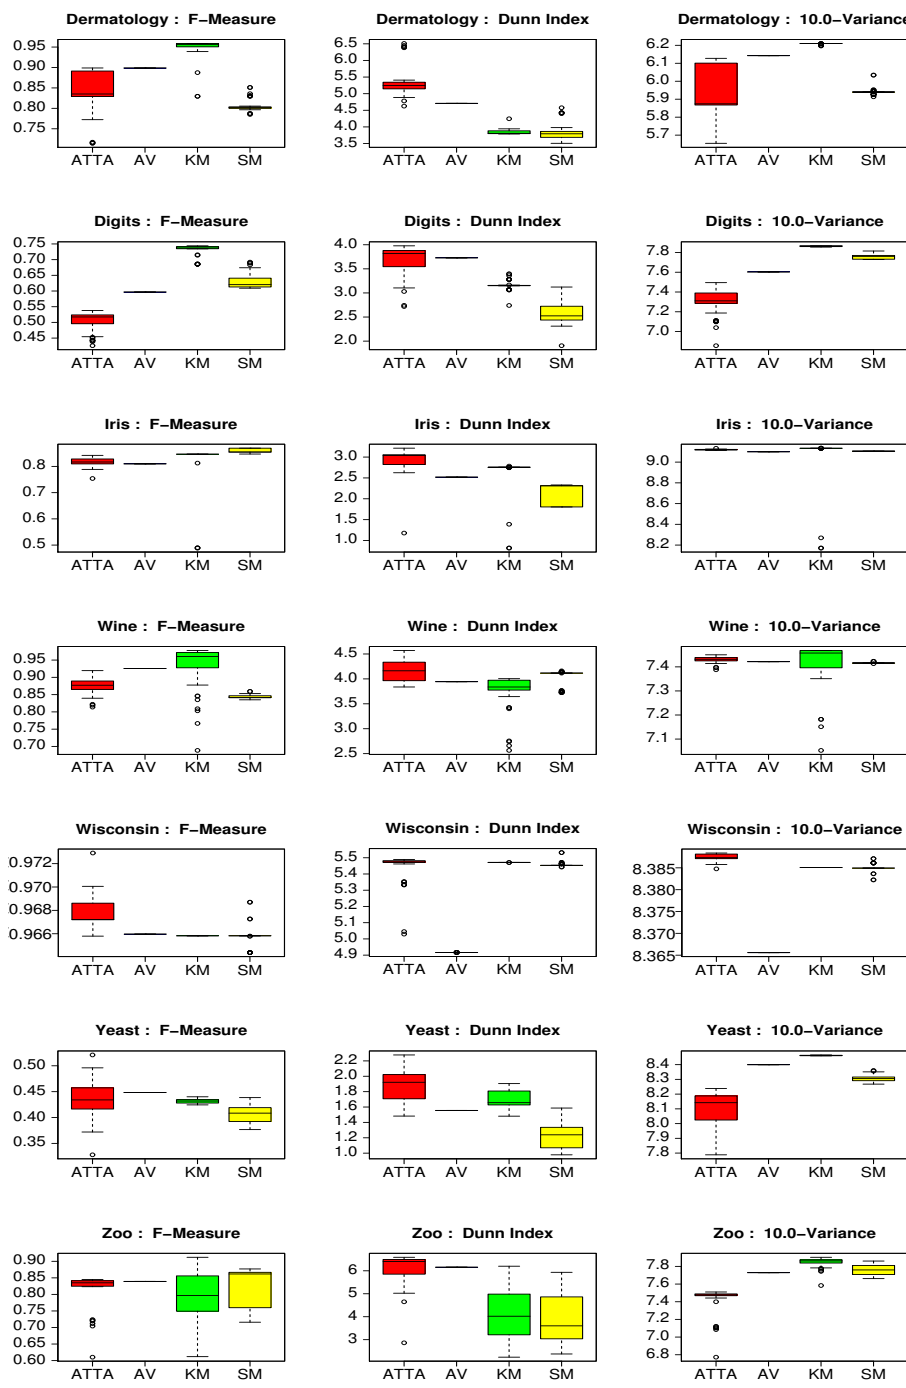 Dermatology : F−Measure
Dunn Index
Dermatology : 10.0−Variance
0.95
0.90
0.85
0.80
0.75
ATTA AV KM SM
6.5
6.0
5.5
5.0
4.5
4.0
3.5
ATTA AV KM SM
6.2
6.1
6.0
5.9
5.8
5.7
ATTA AV KM SM
Digits : F−Measure
Digits : Dunn Index
Digits : 10.0−Variance
0.75
0.70
0.65
0.60
0.55
0.50
0.45
ATTA AV KM SM
4.0
3.5
3.0
2.5
2.0
ATTA AV KM SM
7.8
7.6
7.4
7.2
7.0
ATTA AV KM SM
Iris : F−Measure
Iris : Dunn Index
Iris : 10.0−Variance
0.8
0.7
0.6
0.5
ATTA AV KM SM
3.0
2.5
2.0
1.5
1.0
ATTA AV KM SM
9.0
8.8
8.6
8.4
8.2
ATTA AV KM SM
Wine : F−Measure
Wine : Dunn Index
Wine : 10.0−Variance
0.95
0.90
0.85
0.80
0.75
0.70
ATTA AV KM SM
4.5
4.0
3.5
3.0
2.5
ATTA AV KM SM
7.4
7.3
7.2
7.1
ATTA AV KM SM
Wisconsin : F−Measure
Wisconsin : Dunn Index
Wisconsin : 10.0−Variance
0.972
0.970
0.968
0.966
ATTA AV KM SM
5.5
5.4
5.3
5.2
5.1
5.0
4.9
ATTA AV KM SM
8.385
8.380
8.375
8.370
8.365
ATTA AV KM SM
Yeast : F−Measure
Yeast : Dunn Index
Yeast : 10.0−Variance
0.50
0.45
0.40
0.35
ATTA AV KM SM
2.2
2.0
1.8
1.6
1.4
1.2
1.0
ATTA AV KM SM
8.4
8.3
8.2
8.1
8.0
7.9
7.8
ATTA AV KM SM
Zoo : F−Measure
Zoo : Dunn Index
Zoo : 10.0−Variance
0.90
0.85
0.80
0.75
0.70
0.65
0.60
ATTA AV KM SM
6
5
4
3
ATTA AV KM SM
7.8
7.6
7.4
7.2
7.0
6.8
ATTA AV KM SM